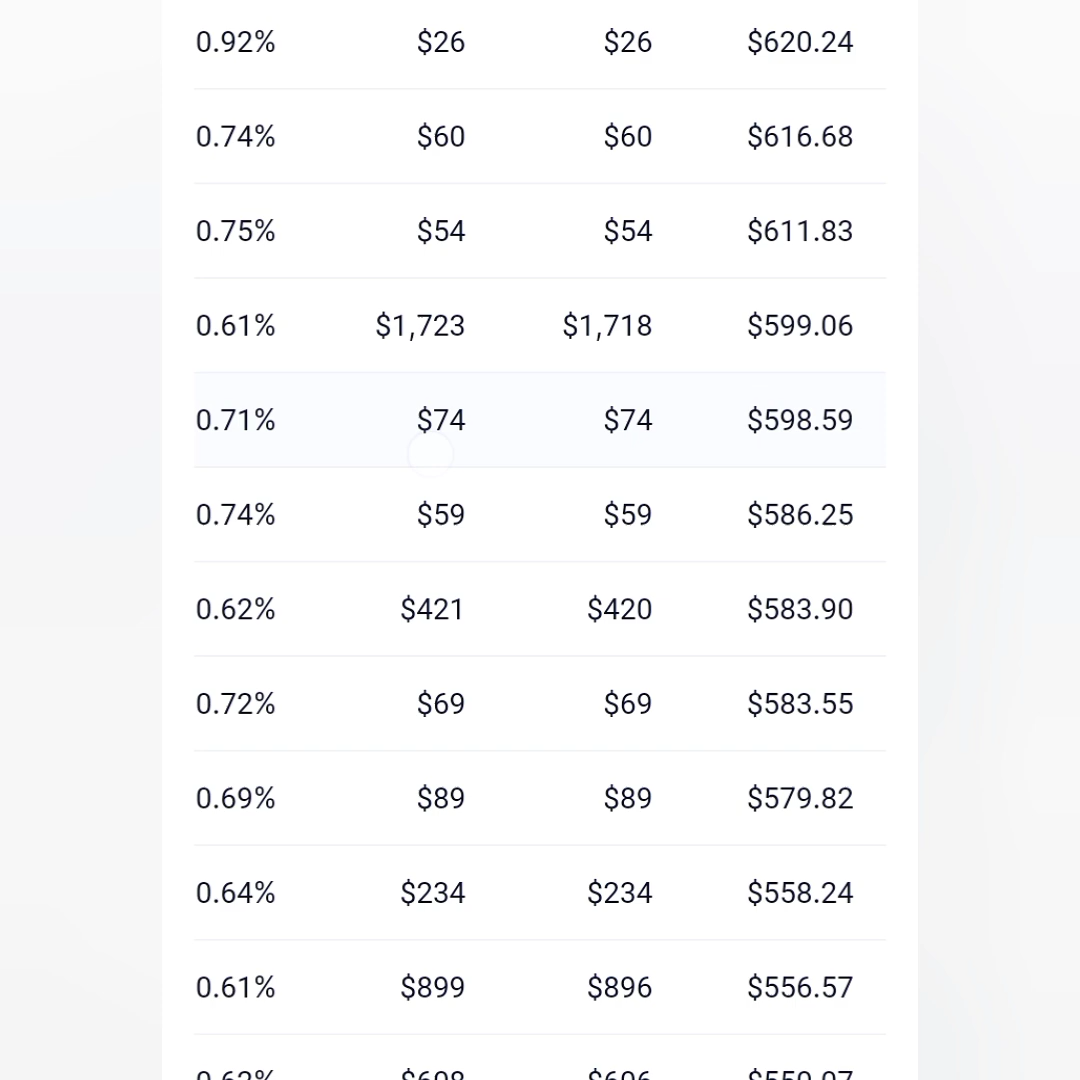 0.92% $26 $26 $620.24
0.74% $60 $60 $616.68
0.75% $54 $54 $611.83
0.61% $1,723 $1,718 $599.06
0.71% $74 $74 $598.59
0.74% $59 $59 $586.25
0.62% $421 $420 $583.90
0.72% $69 $69 $583.55
0.69% $89 $89 $579.82
0.64% $234 $234 $558.24
0.61% $899 $896 $556.57